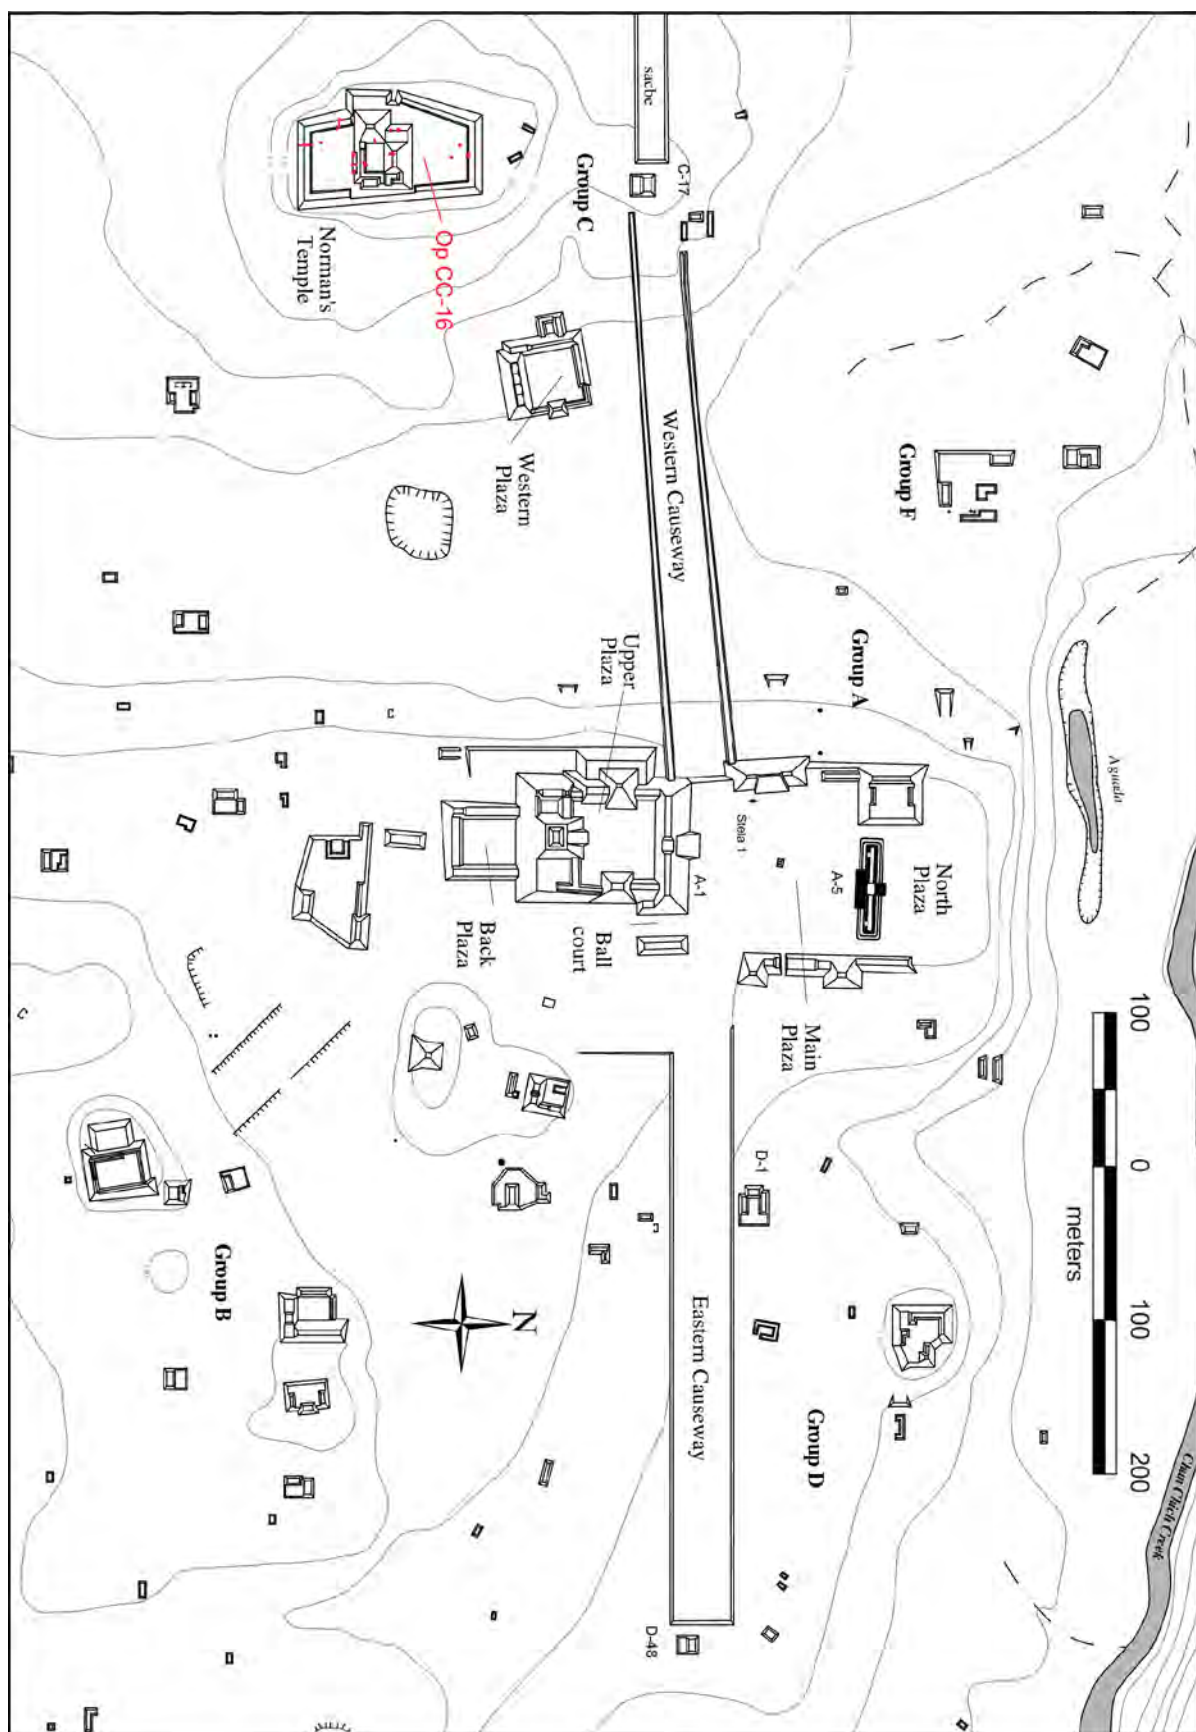 sacbe
C-17
Group C
Norman's
Temple
Op CC-16
Western
Plaza
Western Causeway
Group F
Group A
Aguada
Upper
Plaza
Stela 1
A-1
A-5
North
Plaza
Back
Plaza
Ball
court
Main
Plaza
100
0
100
200
meters
D-1
Group B
N
Eastern Causeway
Group D
D-48
Chan Chich Creek